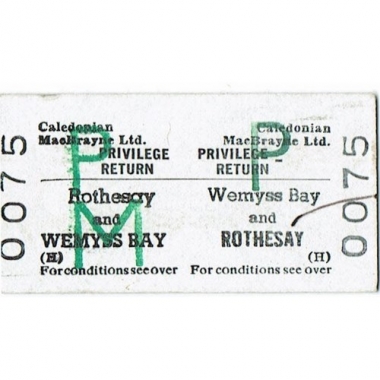 0075
Caledonian
MacBrayne Ltd.
PRIVILEGE
RETURN
Rothesay
and
WEMYSS BAY
(H)
For conditions see over
P
M
Caledonian
MacBrayne Ltd.
PRIVILEGE
RETURN
Wemyss Bay
and
ROTHESAY
(H)
For conditions see over
P
0075